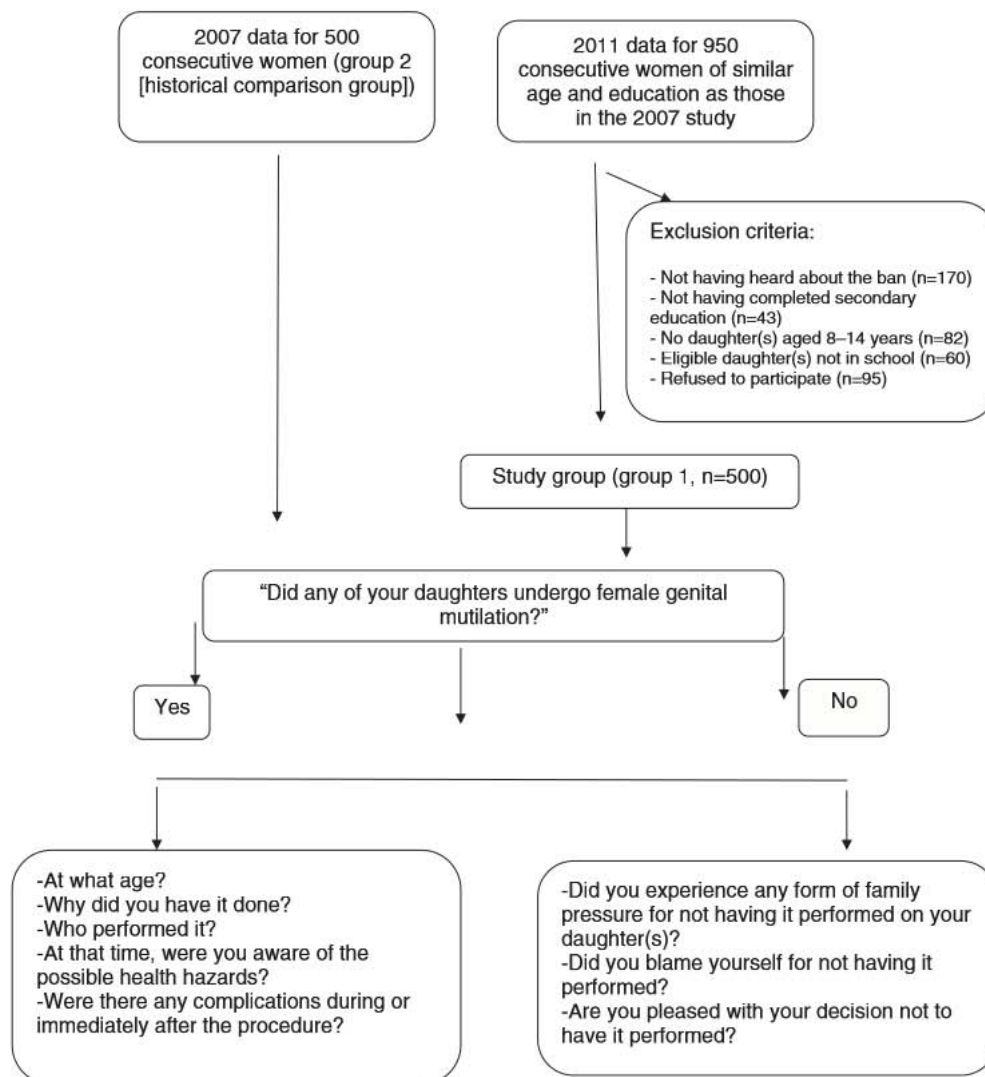 2007 data for 500
consecutive women (group 2
[historical comparison group])
2011 data for 950
consecutive women of similar
age and education as those
in the 2007 study
Exclusion criteria:
- Not having heard about the ban (n=170)
- Not having completed secondary
education (n=43)
- No daughter(s) aged 8–14 years (n=82)
- Eligible daughter(s) not in school (n=60)
- Refused to participate (n=95)
Study group (group 1, n=500)
“Did any of your daughters undergo female genital
mutilation?”
Yes
No
-At what age?
-Why did you have it done?
-Who performed it?
-At that time, were you aware of the
possible health hazards?
-Were there any complications during or
immediately after the procedure?
-Did you experience any form of family
pressure for not having it performed on your
daughter(s)?
-Did you blame yourself for not having it
performed?
-Are you pleased with your decision not to
have it performed?